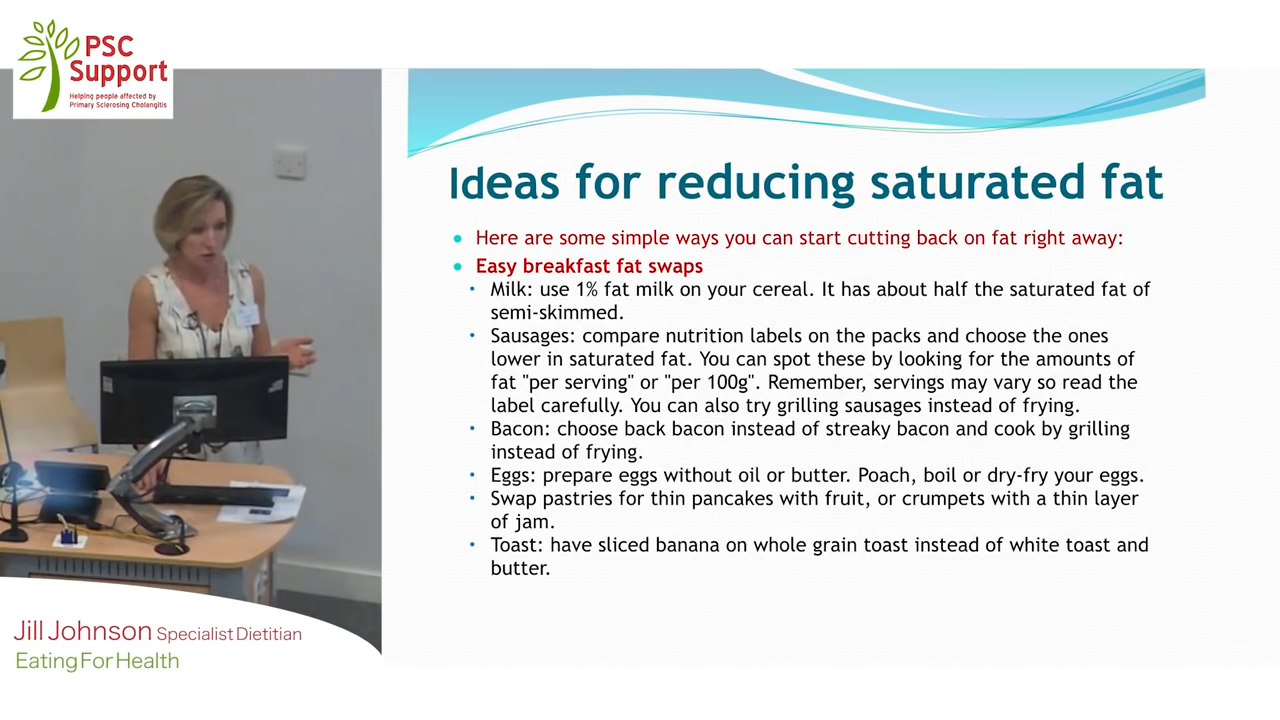 PSC
Support
Helping people affected by
Primary Sclerosing Cholangitis
Ideas for reducing saturated fat
Here are some simple ways you can start cutting back on fat right away:
Easy breakfast fat swaps
Milk: use 1% fat milk on your cereal. It has about half the saturated fat of
semi-skimmed.
Sausages: compare nutrition labels on the packs and choose the ones
lower in saturated fat. You can spot these by looking for the amounts of
fat "per serving" or "per 100g". Remember, servings may vary so read the
label carefully. You can also try grilling sausages instead of frying.
Bacon: choose back bacon instead of streaky bacon and cook by grilling
instead of frying.
Eggs: prepare eggs without oil or butter. Poach, boil or dry-fry your eggs.
Swap pastries for thin pancakes with fruit, or crumpets with a thin layer
of jam.
Toast: have sliced banana on whole grain toast instead of white toast and
butter.
Jill Johnson Specialist Dietitian
Eating For Health